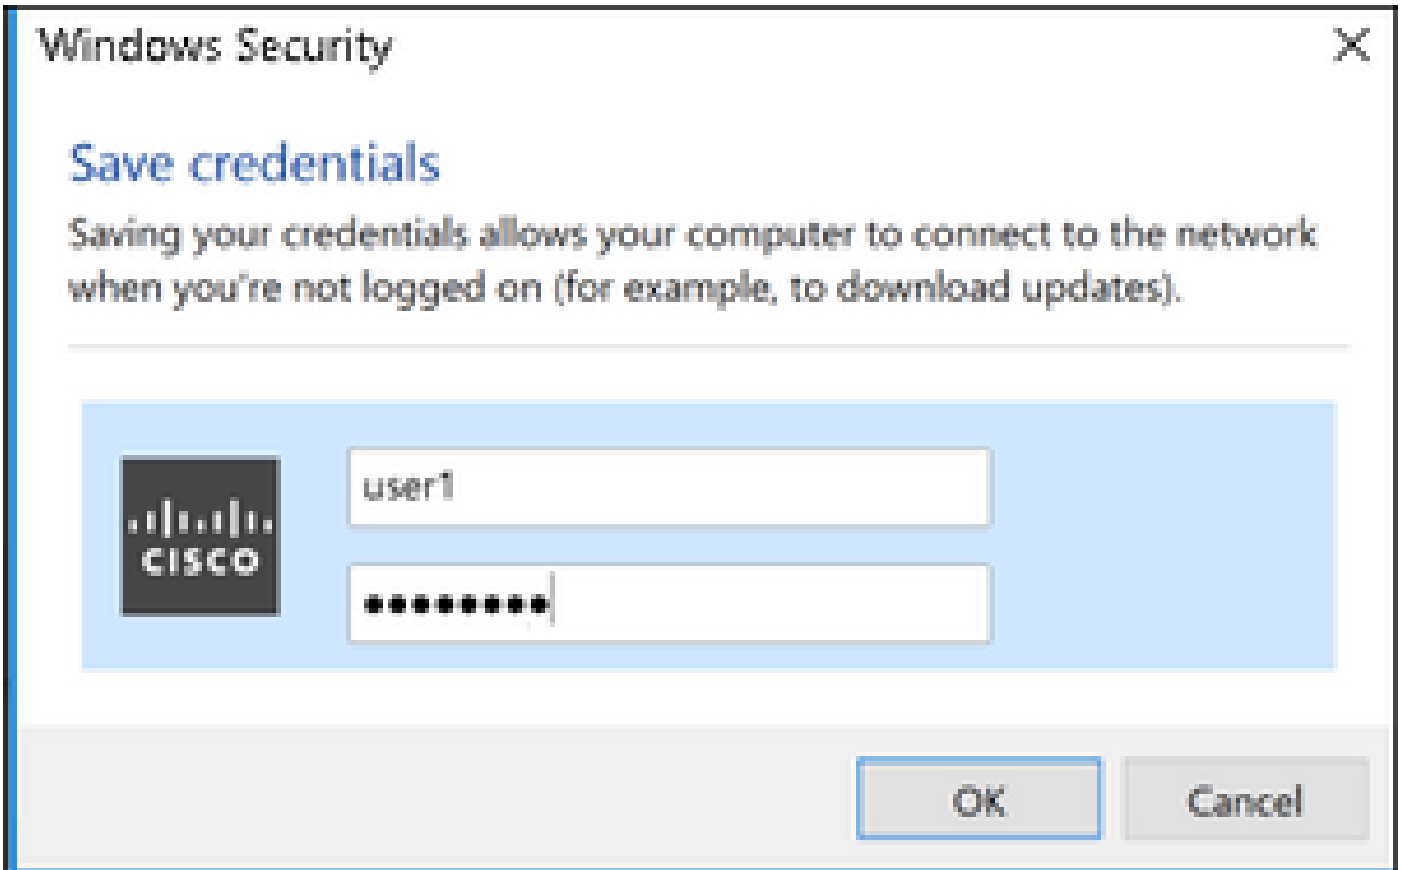 Windows Security
Save credentials
Saving your credentials allows your computer to connect to the network
when you're not logged on (for example, to download updates).
user1
CISCO
••••••••
OK
Cancel